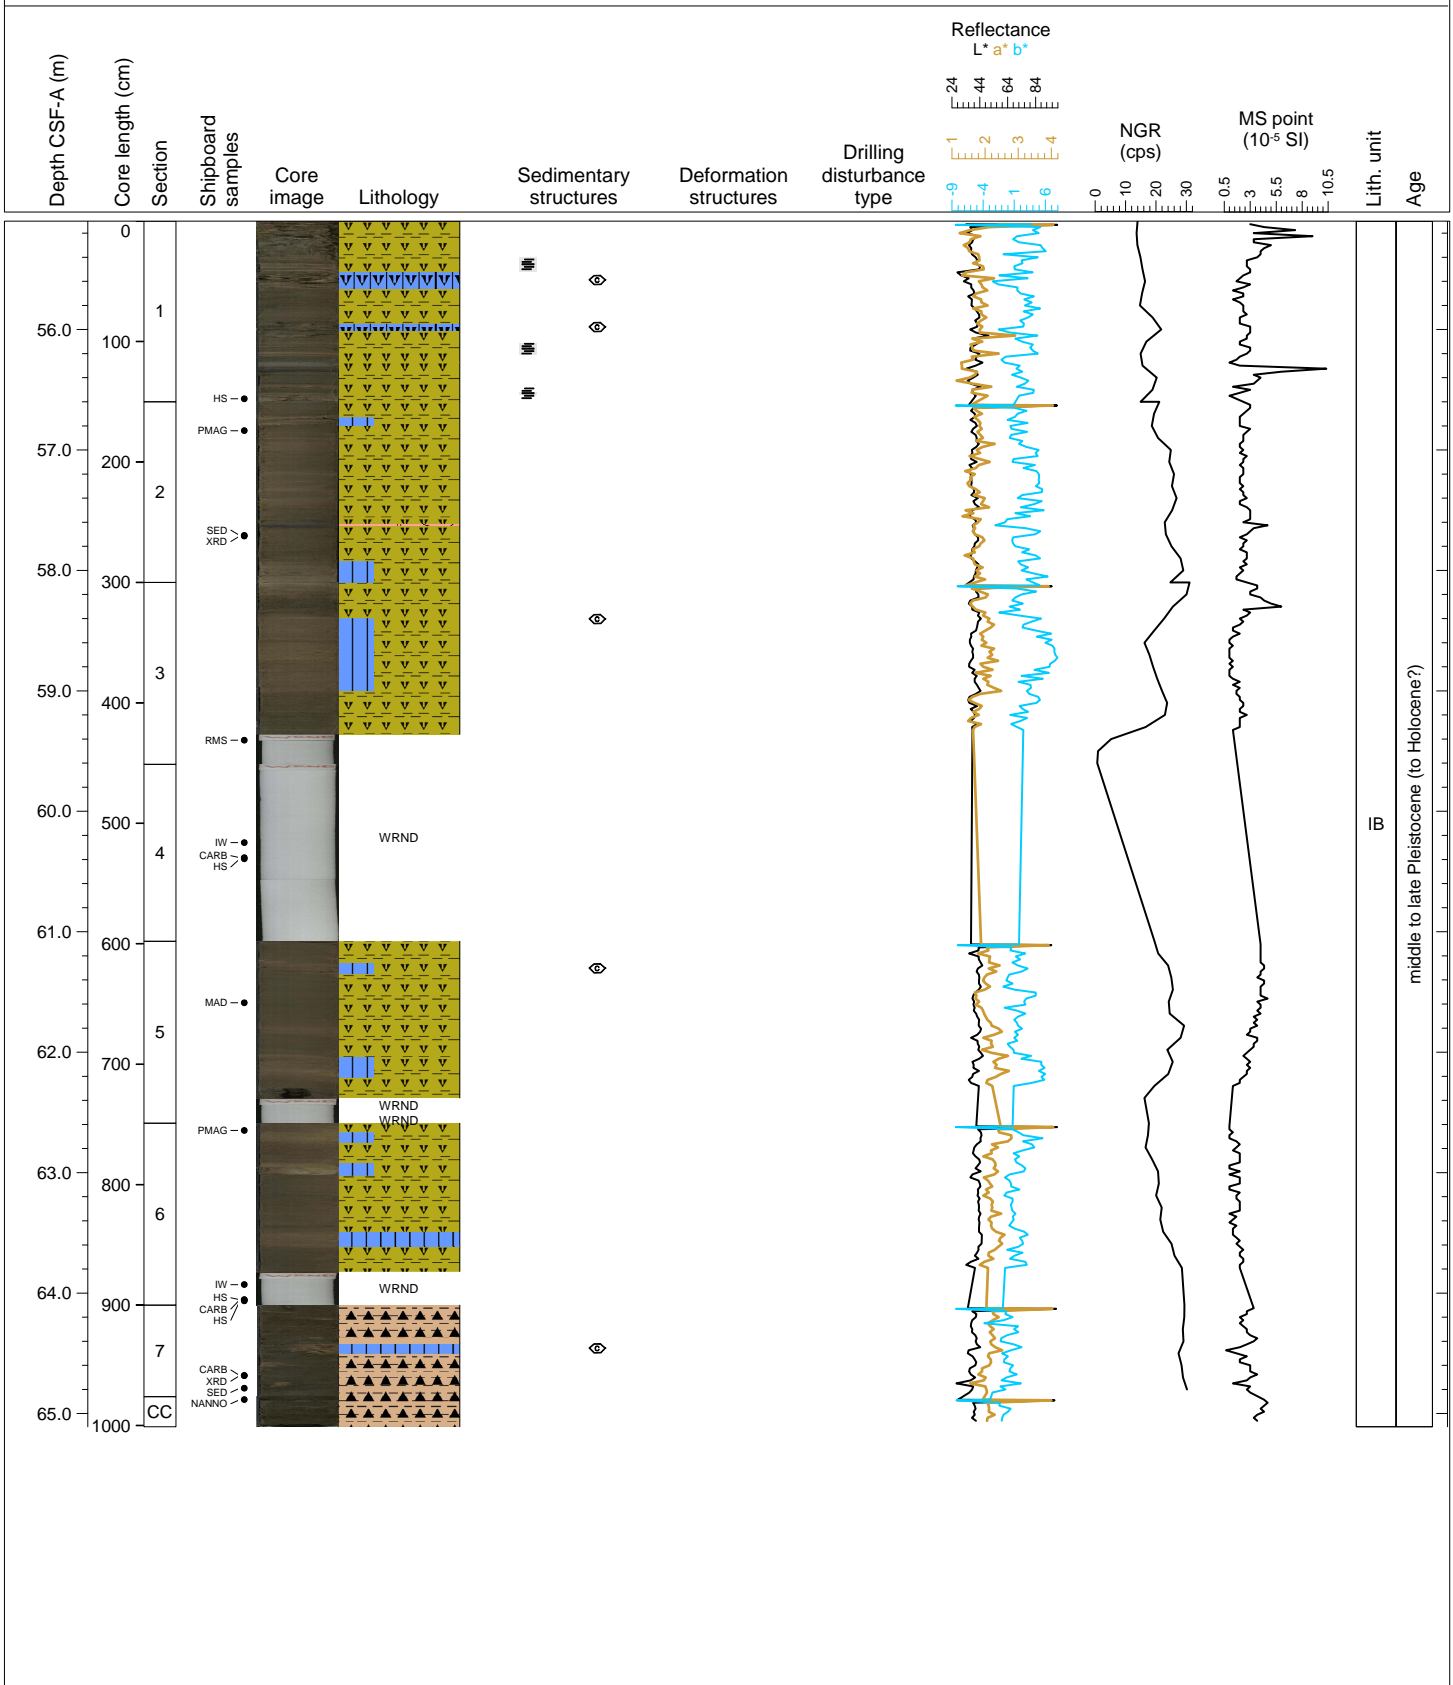 Depth CSF-A (m)
Core length (cm)
Section
Shipboard
samples
Core
image
Lithology
Sedimentary
structures
Deformation
structures
Drilling
disturbance
type
Reflectance
L* a* b*
24 44 64 84
1 2 3 4
-9 -4 1 6
NGR
(cps)
0 10 20 30
MS point
(10-5 SI)
0.5 3 5.5 8 10.5
Lith. unit
Age
0
1
56.0
100
HS
PMAG
57.0
200
2
SED
XRD
58.0
300
c
c
c
3
59.0
400
RMS
60.0
500
4
WRND
IW
CARB
HS
IB
middle to late Pleistocene (to Holocene?)
61.0
600
c
MAD
5
62.0
700
WRND
WRND
PMAG
63.0
800
6
IW
WRND
64.0
HS
900
CARB
HS
7
c
CARB
XRD
SED
NANNO
CC
65.0
1000